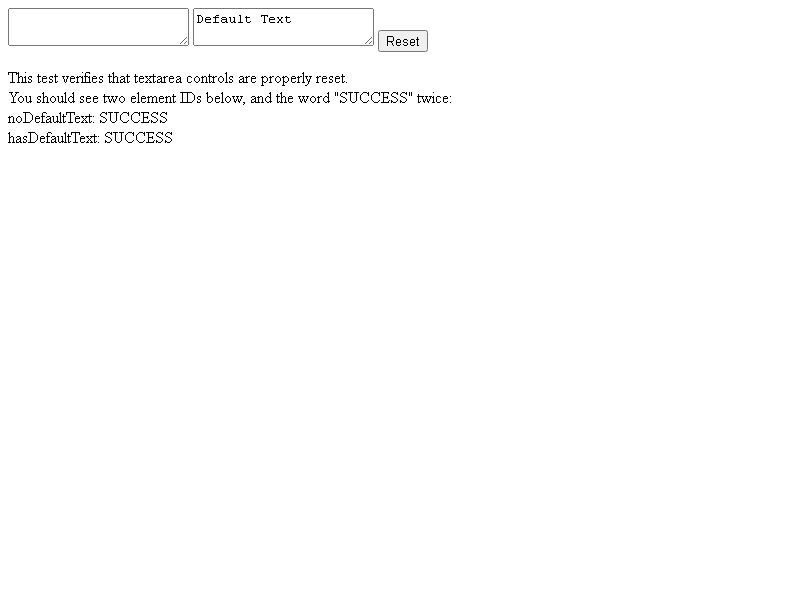 Default Text
Reset
This test verifies that textarea controls are properly reset.
You should see two element IDs below, and the word "SUCCESS" twice:
noDefaultText: SUCCESS
hasDefaultText: SUCCESS